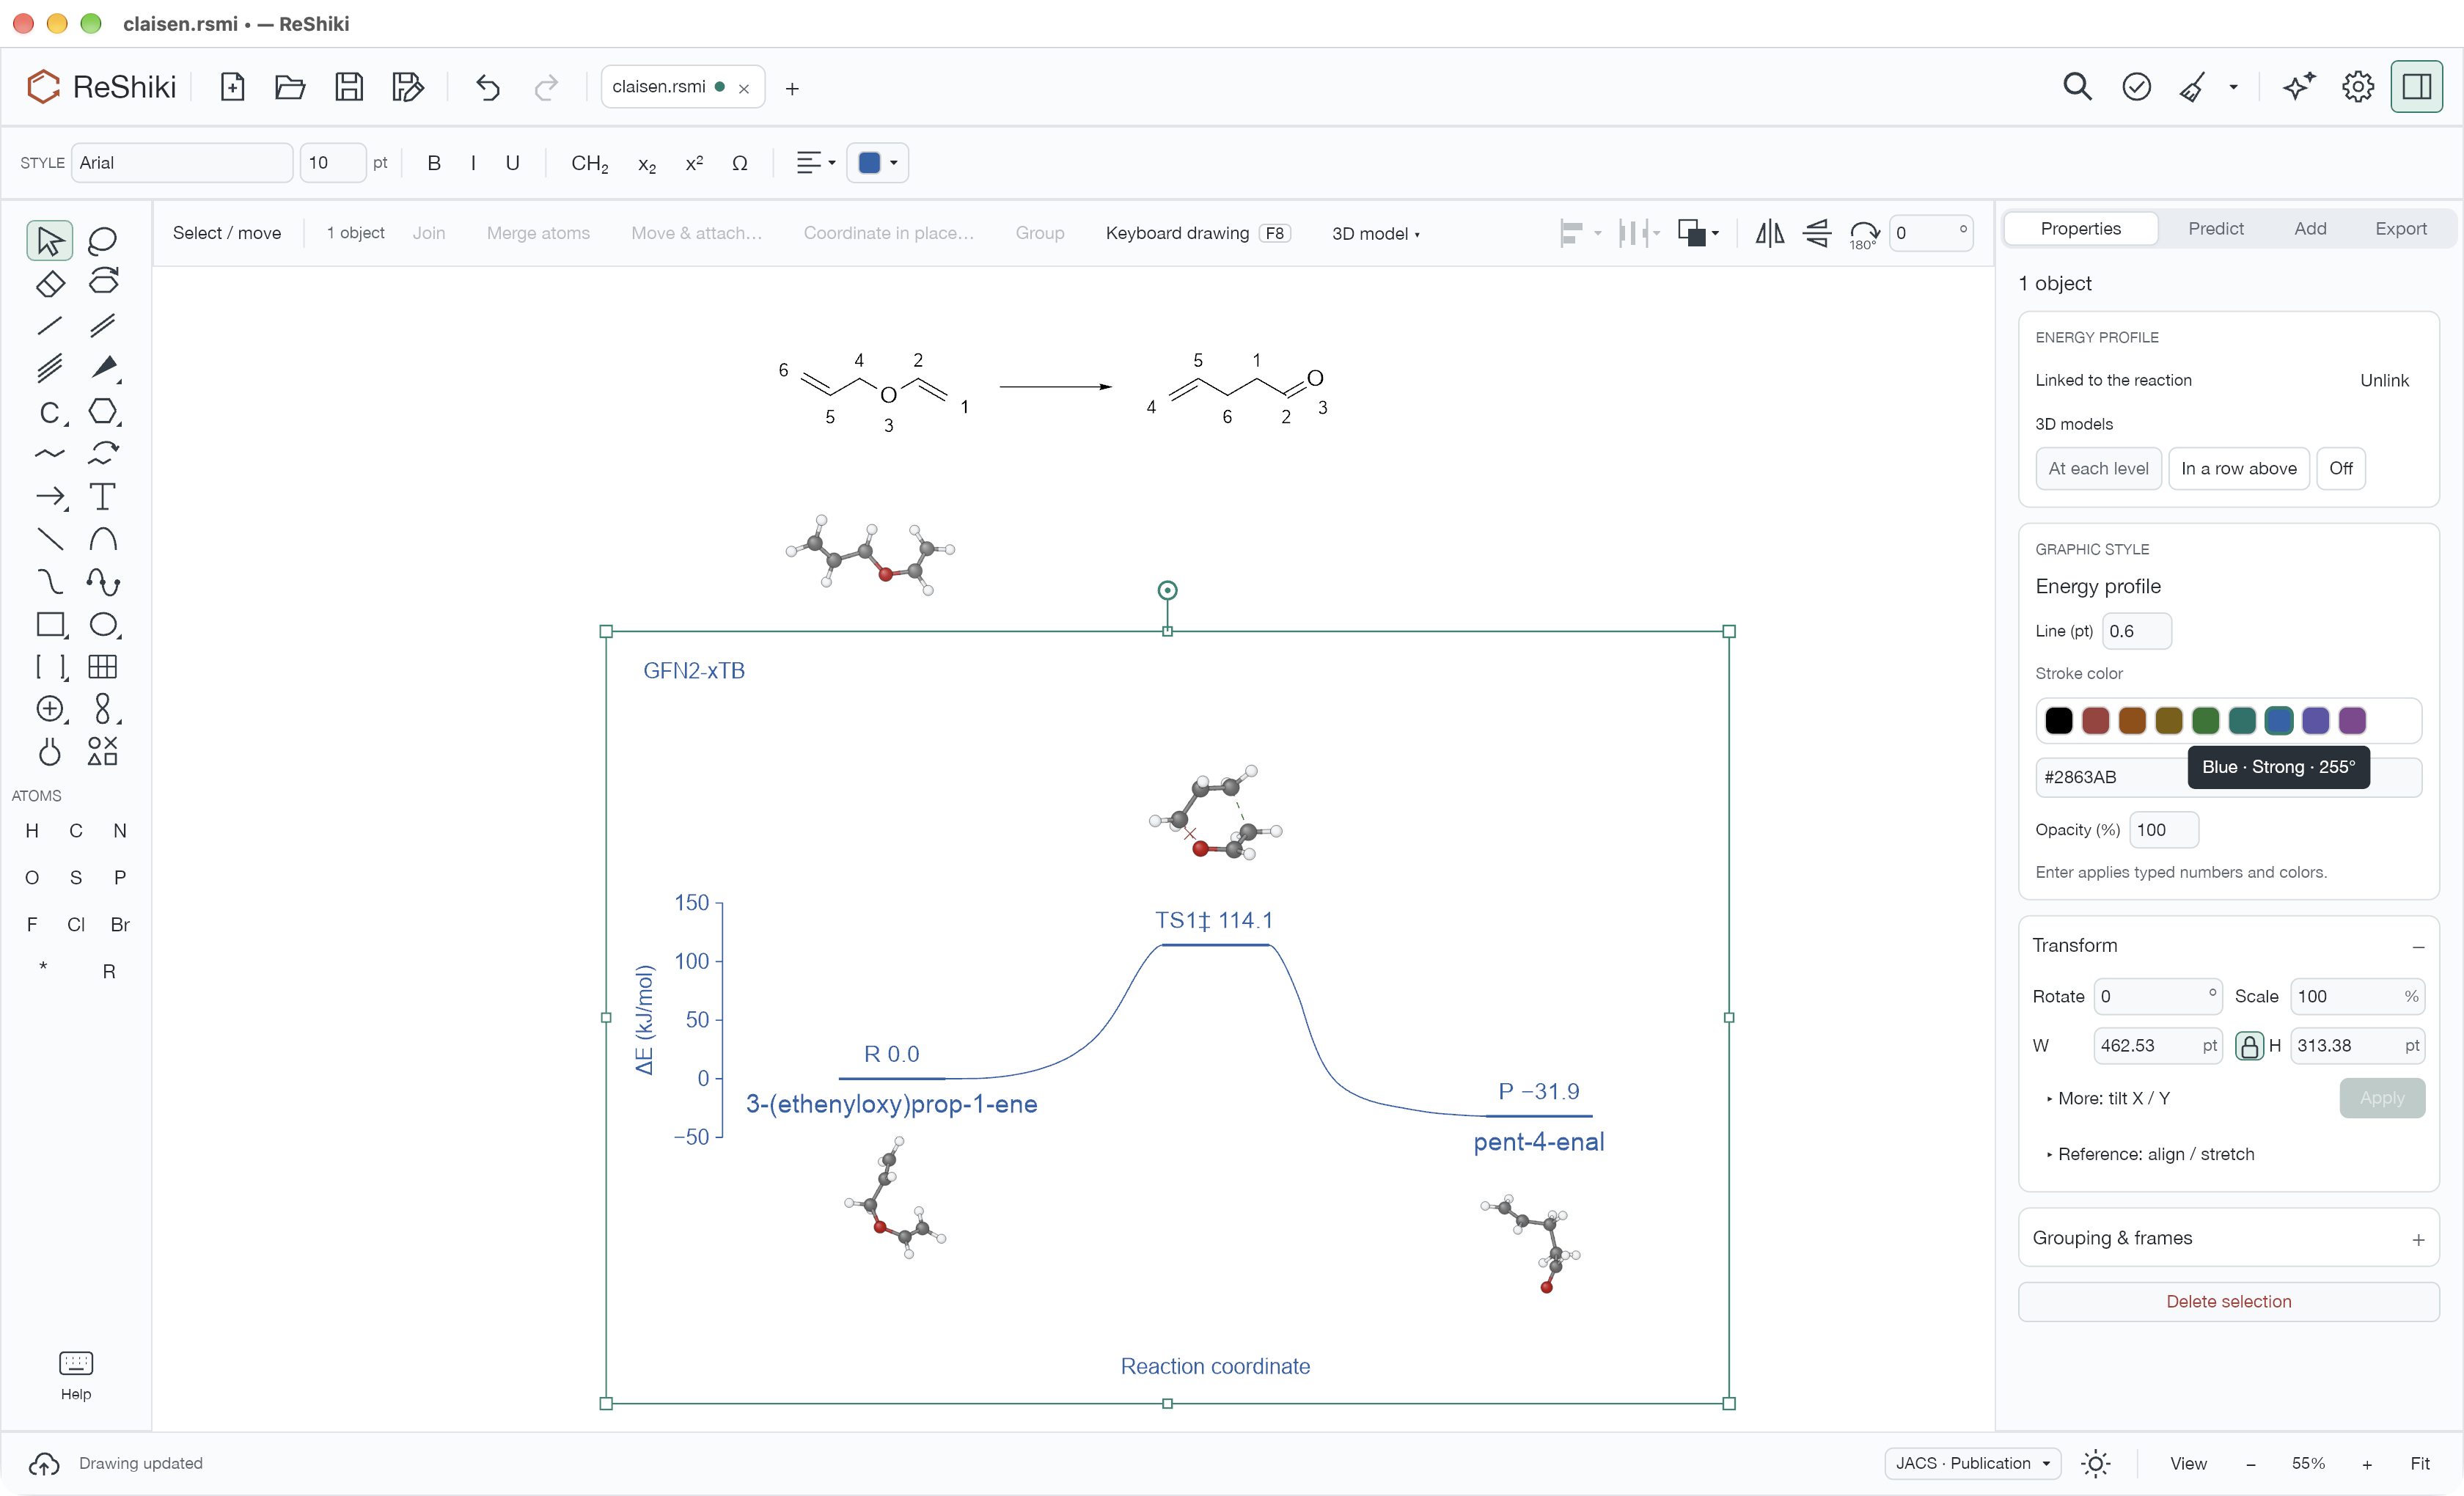 claisen.rsmi • — ReShiki
ReShiki
claisen.rsmi
STYLE Arial 10 pt B I U CH₂ x₂ x² Ω
Select / move 1 object Join Merge atoms Move & attach... Coordinate in place... Group Keyboard drawing F8 3D model 180° 0 °
Properties Predict Add Export
1 object
ENERGY PROFILE
Linked to the reaction Unlink
3D models
At each level In a row above Off
GRAPHIC STYLE
Energy profile
Line (pt) 0.6
Stroke color
Blue · Strong · 255°
#2863AB
Opacity (%) 100
Enter applies typed numbers and colors.
Transform
Rotate 0 ° Scale 100 %
W 462.53 pt H 313.38 pt
More: tilt X / Y Apply
Reference: align / stretch
Grouping & frames
Delete selection
C
T
ATOMS
H C N
O S P
F Cl Br
* R
Help
6 4 2
O
5 3 1
5 1
O
4 6 2 3
GFN2-xTB
150
100
50
0
−50
ΔE (kJ/mol)
TS1‡ 114.1
R 0.0
3-(ethenyloxy)prop-1-ene
P −31.9
pent-4-enal
Reaction coordinate
Drawing updated
JACS · Publication View − 55% + Fit